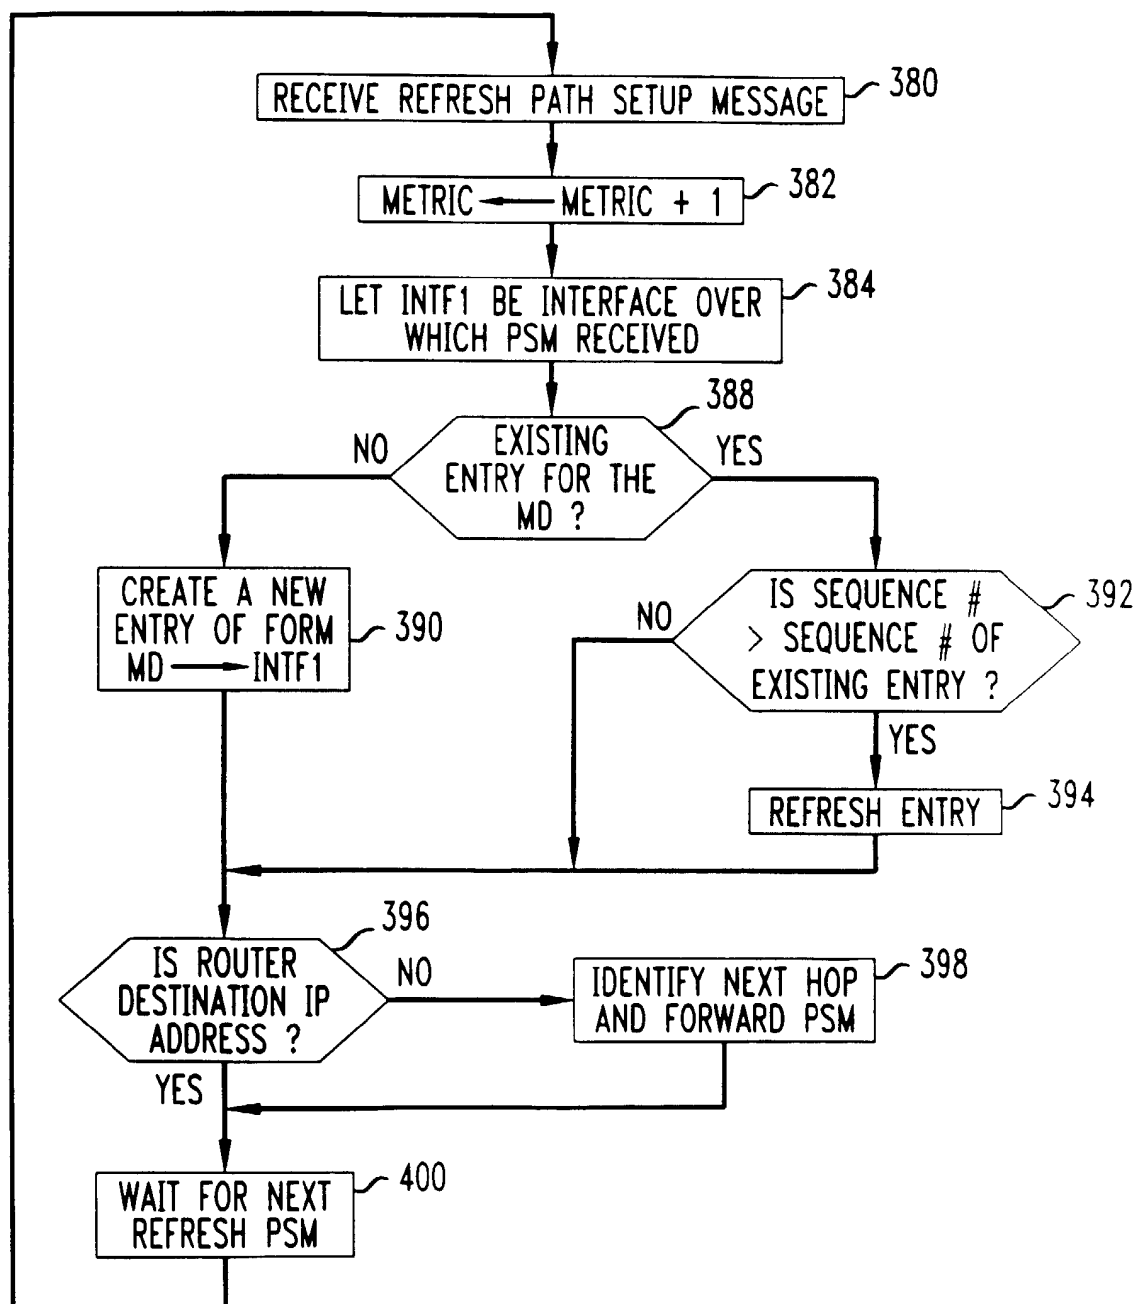 RECEIVE REFRESH PATH SETUP MESSAGE
380
METRIC ← METRIC + 1
382
LET INTF1 BE INTERFACE OVER
WHICH PSM RECEIVED
384
388
EXISTING
ENTRY FOR THE
MD ?
NO
YES
CREATE A NEW
ENTRY OF FORM
MD → INTF1
390
IS SEQUENCE #
> SEQUENCE # OF
EXISTING ENTRY ?
392
NO
YES
REFRESH ENTRY
394
396
IS ROUTER
DESTINATION IP
ADDRESS ?
NO
YES
IDENTIFY NEXT HOP
AND FORWARD PSM
398
WAIT FOR NEXT
REFRESH PSM
400